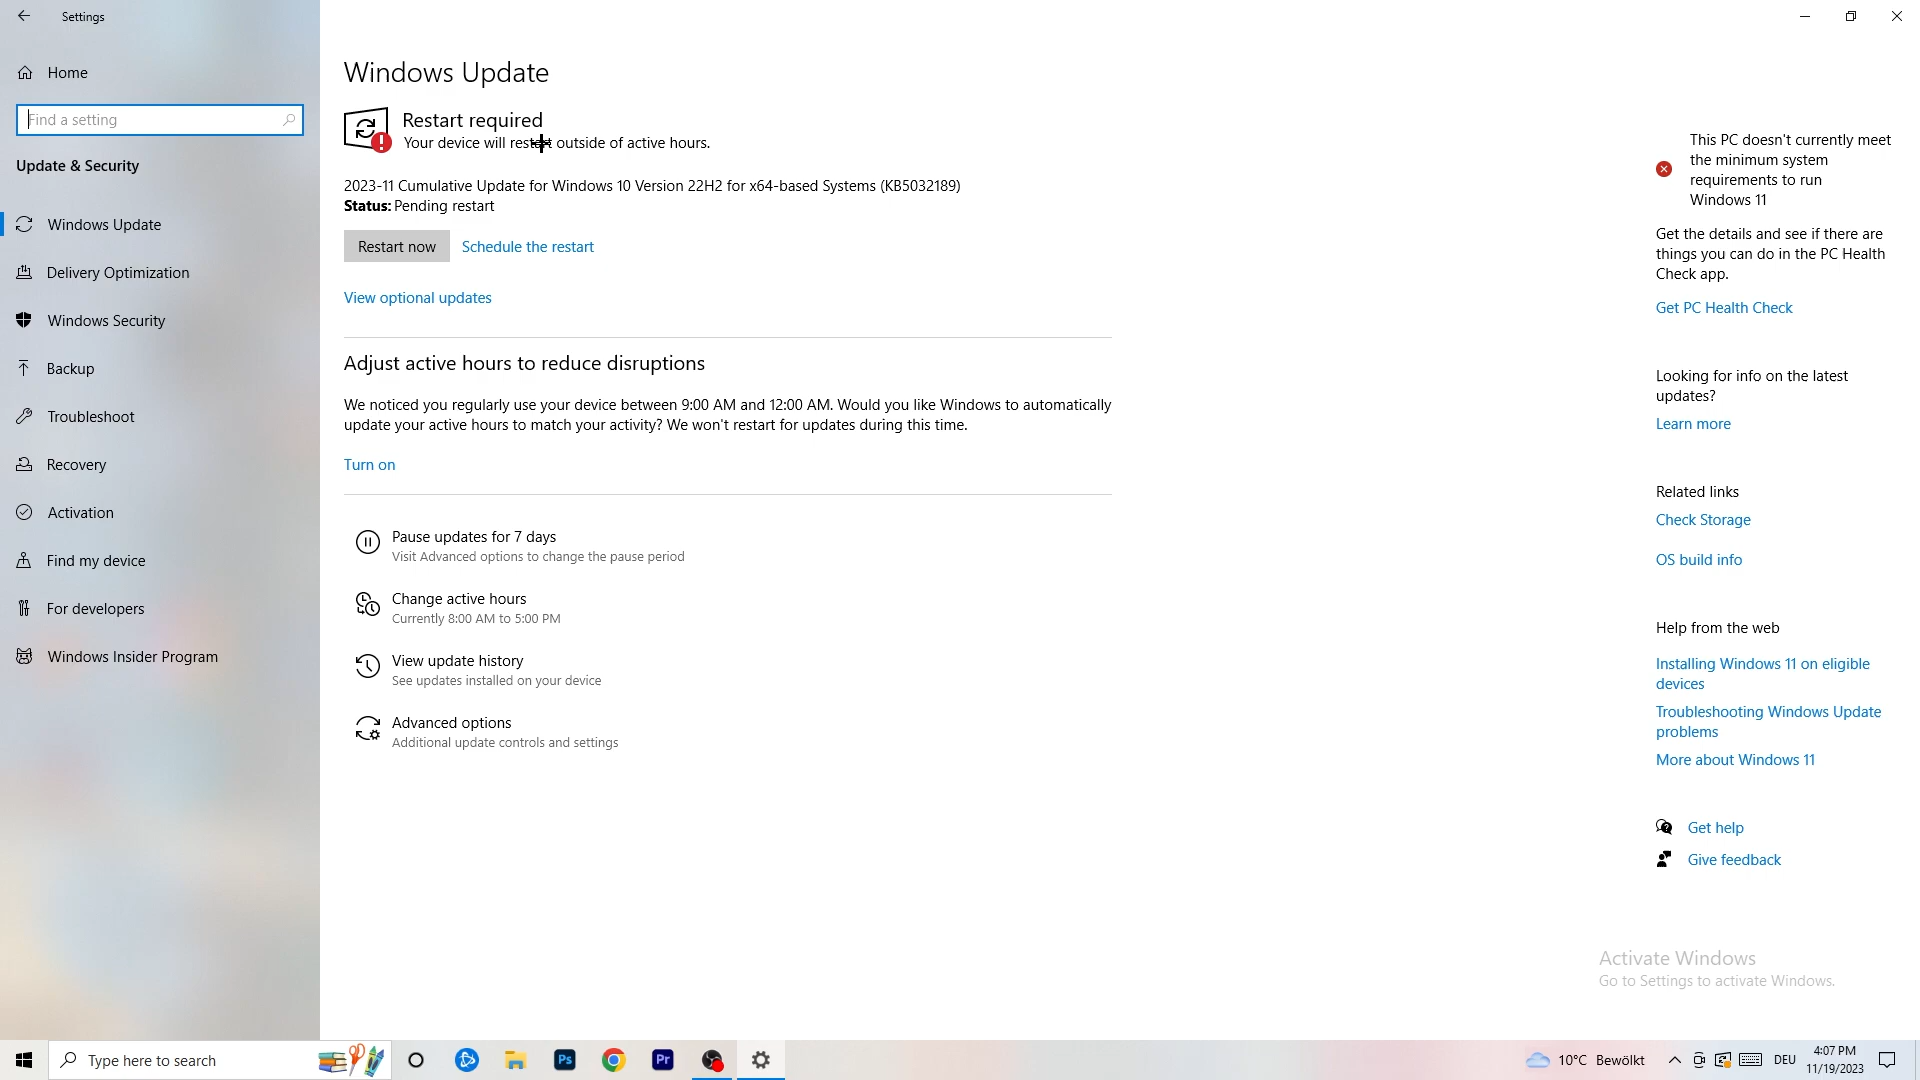 Settings
Home
Find a setting
Update & Security
Windows Update
Delivery Optimization
Windows Security
Backup
Troubleshoot
Recovery
Activation
Find my device
For developers
Windows Insider Program
Windows Update
Restart required
Your device will restart outside of active hours.
2023-11 Cumulative Update for Windows 10 Version 22H2 for x64-based Systems (KB5032189)
Status: Pending restart
Restart now
Schedule the restart
View optional updates
Adjust active hours to reduce disruptions
We noticed you regularly use your device between 9:00 AM and 12:00 AM. Would you like Windows to automatically
update your active hours to match your activity? We won't restart for updates during this time.
Turn on
Pause updates for 7 days
Visit Advanced options to change the pause period
Change active hours
Currently 8:00 AM to 5:00 PM
View update history
See updates installed on your device
Advanced options
Additional update controls and settings
This PC doesn't currently meet
the minimum system
requirements to run
Windows 11
Get the details and see if there are
things you can do in the PC Health
Check app.
Get PC Health Check
Looking for info on the latest
updates?
Learn more
Related links
Check Storage
OS build info
Help from the web
Installing Windows 11 on eligible
devices
Troubleshooting Windows Update
problems
More about Windows 11
Get help
Give feedback
Activate Windows
Go to Settings to activate Windows.
Type here to search
Ps
Pr
10°C Bewölkt
DEU
4:07 PM
11/19/2023